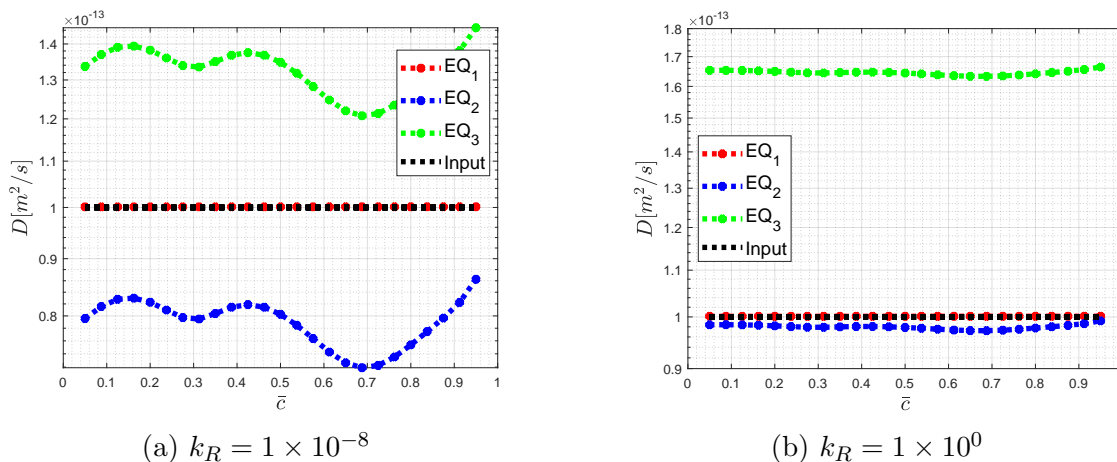 ×10⁻¹³
1.4
1.3
1.2
1.1
1
0.9
0.8
D[m²/s]
0 0.1 0.2 0.3 0.4 0.5 0.6 0.7 0.8 0.9 1
c̄
EQ₁
EQ₂
EQ₃
Input
(a) k_R = 1 × 10⁻⁸
×10⁻¹³
1.8
1.7
1.6
1.5
1.4
1.3
1.2
1.1
1
0.9
D[m²/s]
0 0.1 0.2 0.3 0.4 0.5 0.6 0.7 0.8 0.9
c̄
EQ₁
EQ₂
EQ₃
Input
(b) k_R = 1 × 10⁰